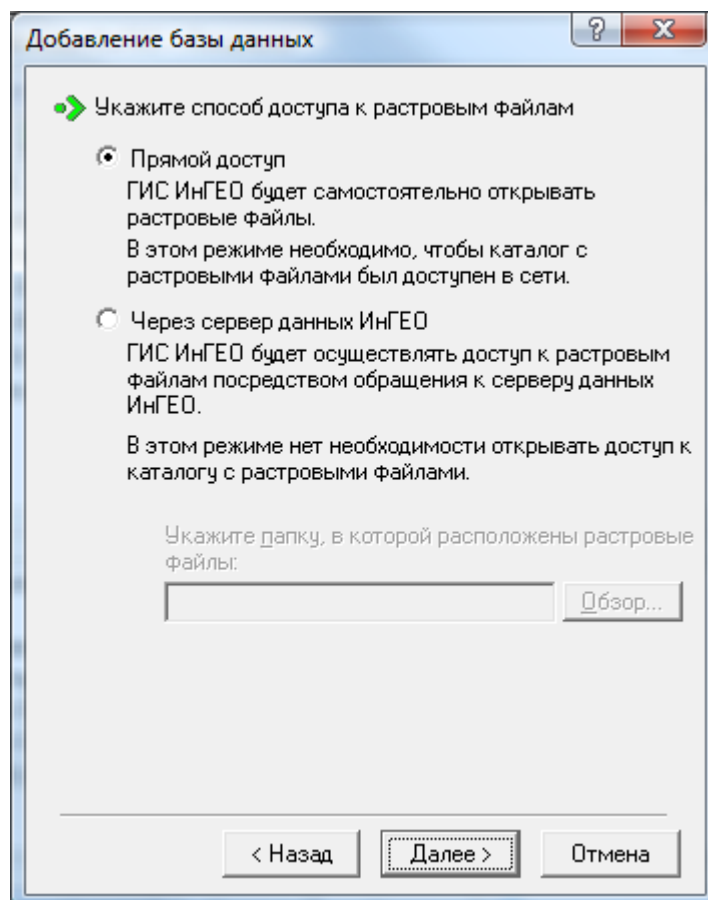 Добавление базы данных
?
Укажите способ доступа к растровым файлам
Прямой доступ
ГИС ИнГЕО будет самостоятельно открывать
растровые файлы.
В этом режиме необходимо, чтобы каталог с
растровыми файлами был доступен в сети.
Через сервер данных ИнГЕО
ГИС ИнГЕО будет осуществлять доступ к растровым
файлам посредством обращения к серверу данных
ИнГЕО.
В этом режиме нет необходимости открывать доступ к
каталогу с растровыми файлами.
Укажите папку, в которой расположены растровые
файлы:
Обзор...
< Назад Далее > Отмена